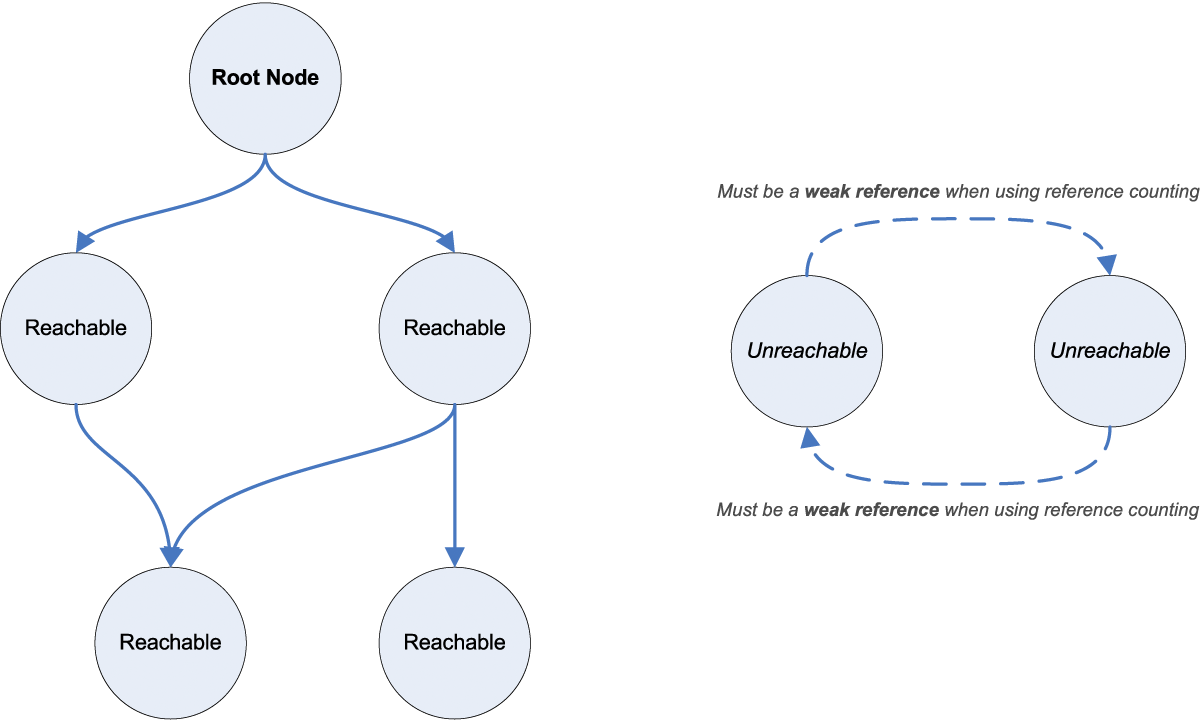 Root Node
Must be a weak reference when using reference counting
Reachable
Reachable
Unreachable
Unreachable
Must be a weak reference when using reference counting
Reachable
Reachable